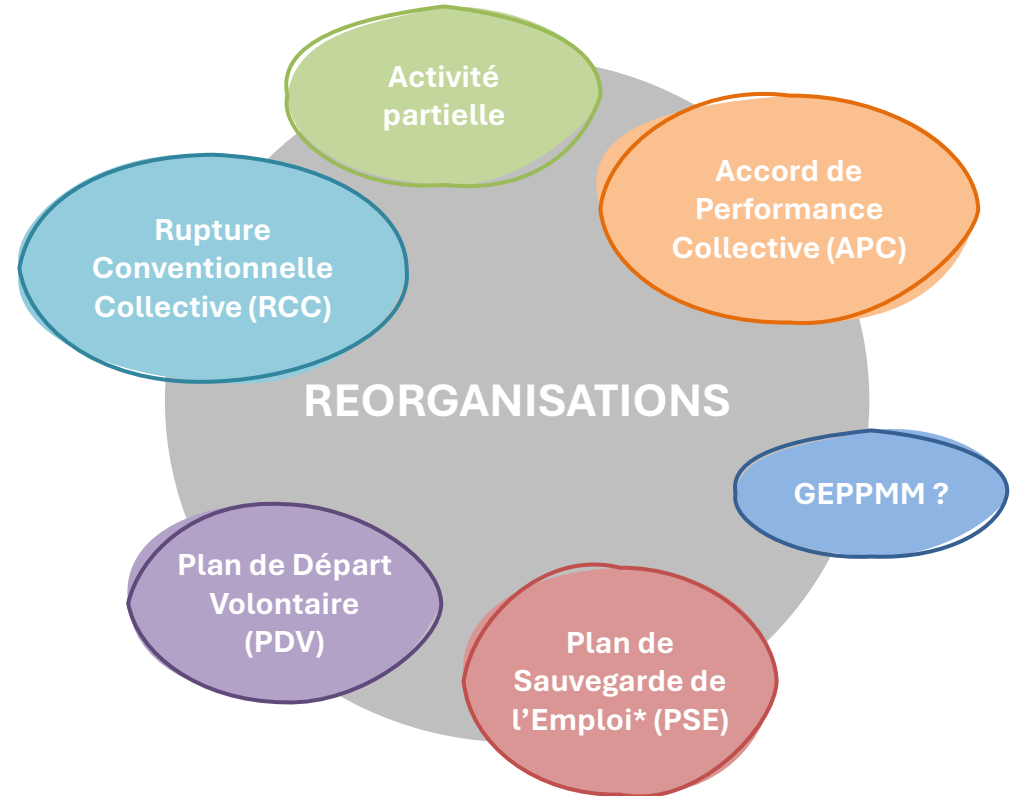 Activité
partielle
Accord de
Performance
Collective (APC)
Rupture
Conventionnelle
Collective (RCC)
REORGANISATIONS
GEPPMM ?
Plan de Départ
Volontaire
(PDV)
Plan de
Sauvegarde de
l’Emploi* (PSE)